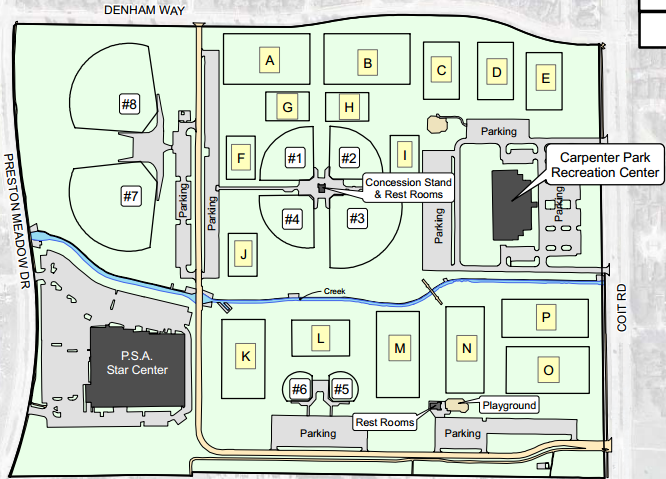 DENHAM WAY
A
B
C
D
E
#8
G
H
Parking
#1
#2
F
I
Carpenter Park
Recreation Center
PRESTON MEADOW DR
#7
Parking
Parking
Concession Stand
& Rest Rooms
Parking
Parking
#4
#3
J
Creek
COIT RD
P
L
K
M
N
O
P.S.A.
Star Center
#6
#5
Playground
Rest Rooms
Parking
Parking